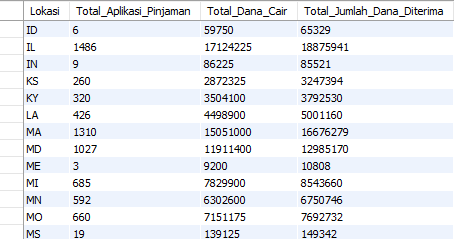 Lokasi Total_Aplikasi_Pinjaman Total_Dana_Cair Total_Jumlah_Dana_Diterima
ID 6 59750 65329
IL 1486 17124225 18875941
IN 9 86225 85521
KS 260 2872325 3247394
KY 320 3504100 3792530
LA 426 4498900 5001160
MA 1310 15051000 16676279
MD 1027 11911400 12985170
ME 3 9200 10808
MI 685 7829900 8543660
MN 592 6302600 6750746
MO 660 7151175 7692732
MS 19 139125 149342